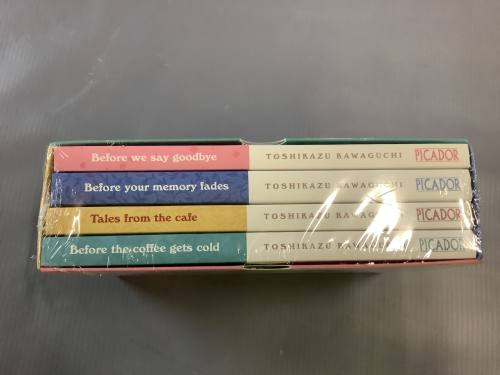 Before we say goodbye TOSHIKAZU KAWAGUCHI PICADOR
Before your memory fades TOSHIKAZU KAWAGUCHI PICADOR
Tales from the cafe TOSHIKAZU KAWAGUCHI PICADOR
Before the coffee gets cold TOSHIKAZU KAWAGUCHI PICADOR